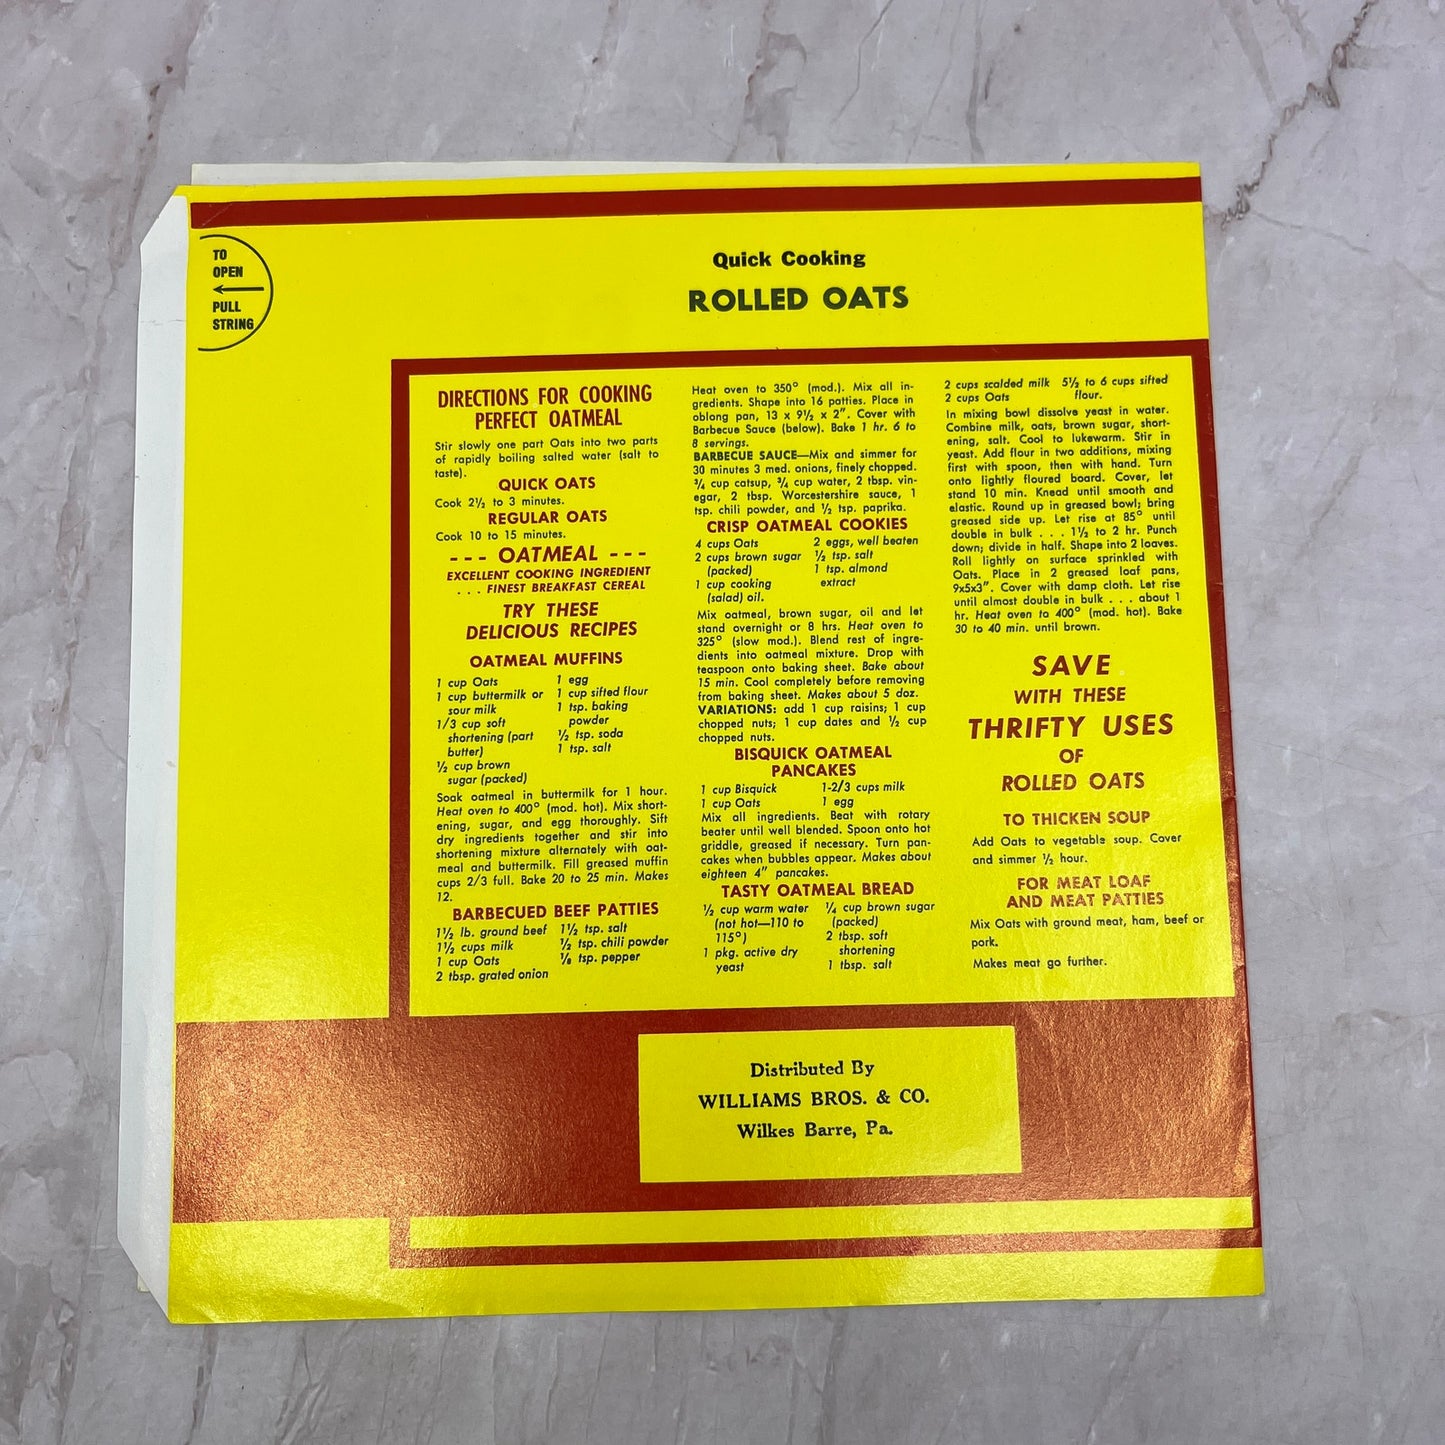 TO
OPEN
PULL
STRING
Quick Cooking
ROLLED OATS
DIRECTIONS FOR COOKING
PERFECT OATMEAL
Stir slowly one part Oats into two parts
of rapidly boiling salted water (salt to
taste).
QUICK OATS
Cook 2½ to 3 minutes.
REGULAR OATS
Cook 10 to 15 minutes.
--- OATMEAL ---
EXCELLENT COOKING INGREDIENT
. . . FINEST BREAKFAST CEREAL
TRY THESE
DELICIOUS RECIPES
OATMEAL MUFFINS
1 cup Oats
1 cup buttermilk or
sour milk
1/3 cup soft
shortening (part
butter)
½ cup brown
sugar (packed)
1 egg
1 cup sifted flour
1 tsp. baking
powder
½ tsp. soda
1 tsp. salt
Soak oatmeal in buttermilk for 1 hour.
Heat oven to 400° (mod. hot). Mix short-
ening, sugar, and egg thoroughly. Sift
dry ingredients together and stir into
shortening mixture alternately with oat-
meal and buttermilk. Fill greased muffin
cups 2/3 full. Bake 20 to 25 min. Makes
12.
BARBECUED BEEF PATTIES
1½ lb. ground beef
1½ cups milk
1 cup Oats
2 tbsp. grated onion
1½ tsp. salt
½ tsp. chili powder
⅛ tsp. pepper
Heat oven to 350° (mod.). Mix all in-
gredients. Shape into 16 patties. Place in
oblong pan, 13 x 9½ x 2". Cover with
Barbecue Sauce (below). Bake 1 hr. 6 to
8 servings.
BARBECUE SAUCE—Mix and simmer for
30 minutes 3 med. onions, finely chopped.
¾ cup catsup, ¾ cup water, 2 tbsp. vin-
egar, 2 tbsp. Worcestershire sauce, 1
tsp. chili powder, and ½ tsp. paprika.
CRISP OATMEAL COOKIES
4 cups Oats
2 cups brown sugar
(packed)
1 cup cooking
(salad) oil.
2 eggs, well beaten
½ tsp. salt
1 tsp. almond
extract
Mix oatmeal, brown sugar, oil and let
stand overnight or 8 hrs. Heat oven to
325° (slow mod.). Blend rest of ingre-
dients into oatmeal mixture. Drop with
teaspoon onto baking sheet. Bake about
15 min. Cool completely before removing
from baking sheet. Makes about 5 doz.
VARIATIONS: add 1 cup raisins; 1 cup
chopped nuts; 1 cup dates and ½ cup
chopped nuts.
BISQUICK OATMEAL
PANCAKES
1 cup Bisquick
1 cup Oats
1-2/3 cups milk
1 egg
Mix all ingredients. Beat with rotary
beater until well blended. Spoon onto hot
griddle, greased if necessary. Turn pan-
cakes when bubbles appear. Makes about
eighteen 4" pancakes.
TASTY OATMEAL BREAD
½ cup warm water
(not hot—110 to
115°)
1 pkg. active dry
yeast
¼ cup brown sugar
(packed)
2 tbsp. soft
shortening
1 tbsp. salt
2 cups scalded milk
2 cups Oats
5½ to 6 cups sifted
flour.
In mixing bowl dissolve yeast in water.
Combine milk, oats, brown sugar, short-
ening, salt. Cool to lukewarm. Stir in
yeast. Add flour in two additions, mixing
first with spoon, then with hand. Turn
onto lightly floured board. Cover, let
stand 10 min. Knead until smooth and
elastic. Round up in greased bowl; bring
greased side up. Let rise at 85° until
double in bulk . . . 1½ to 2 hr. Punch
down; divide in half. Shape into 2 loaves.
Roll lightly on surface sprinkled with
Oats. Place in 2 greased loaf pans,
9x5x3". Cover with damp cloth. Let rise
until almost double in bulk . . . about 1
hr. Heat oven to 400° (mod. hot). Bake
30 to 40 min. until brown.
SAVE
WITH THESE
THRIFTY USES
OF
ROLLED OATS
TO THICKEN SOUP
Add Oats to vegetable soup. Cover
and simmer ½ hour.
FOR MEAT LOAF
AND MEAT PATTIES
Mix Oats with ground meat, ham, beef or
pork.
Makes meat go further.
Distributed By
WILLIAMS BROS. & CO.
Wilkes Barre, Pa.